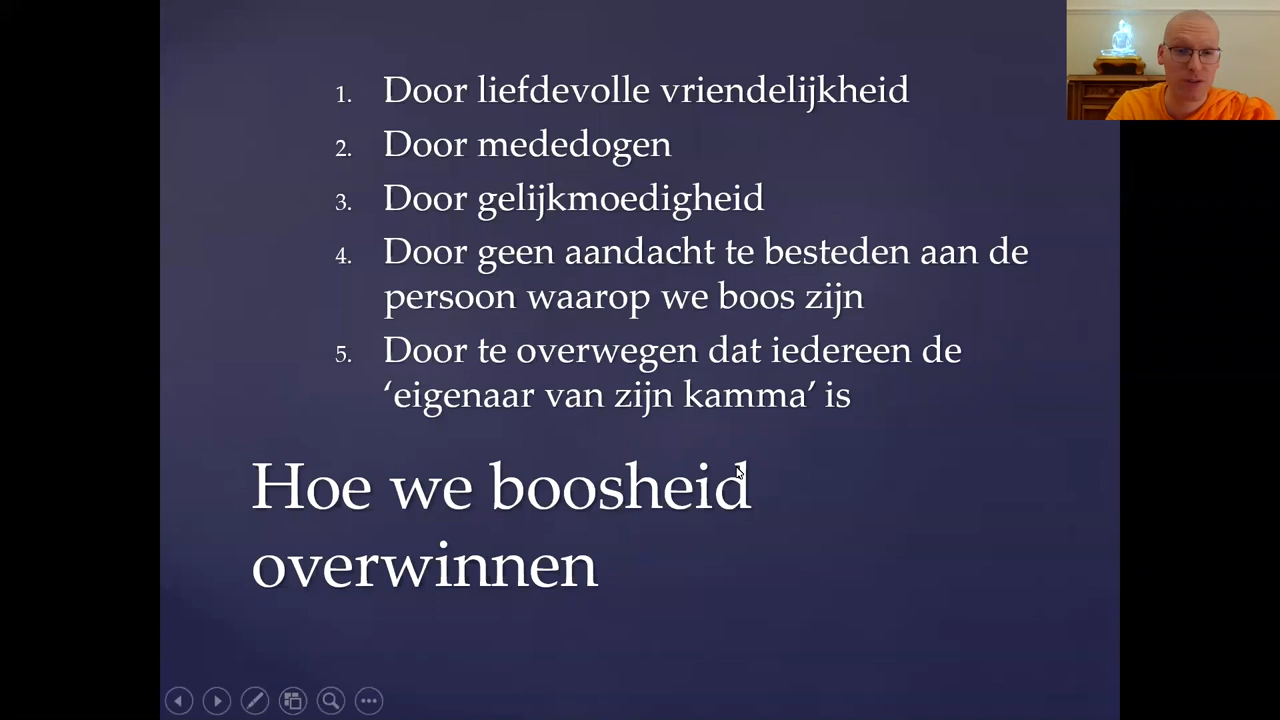 1. Door liefdevolle vriendelijkheid
2. Door mededogen
3. Door gelijkmoedigheid
4. Door geen aandacht te besteden aan de
persoon waarop we boos zijn
5. Door te overwegen dat iedereen de
‘eigenaar van zijn kamma’ is
Hoe we boosheid
overwinnen